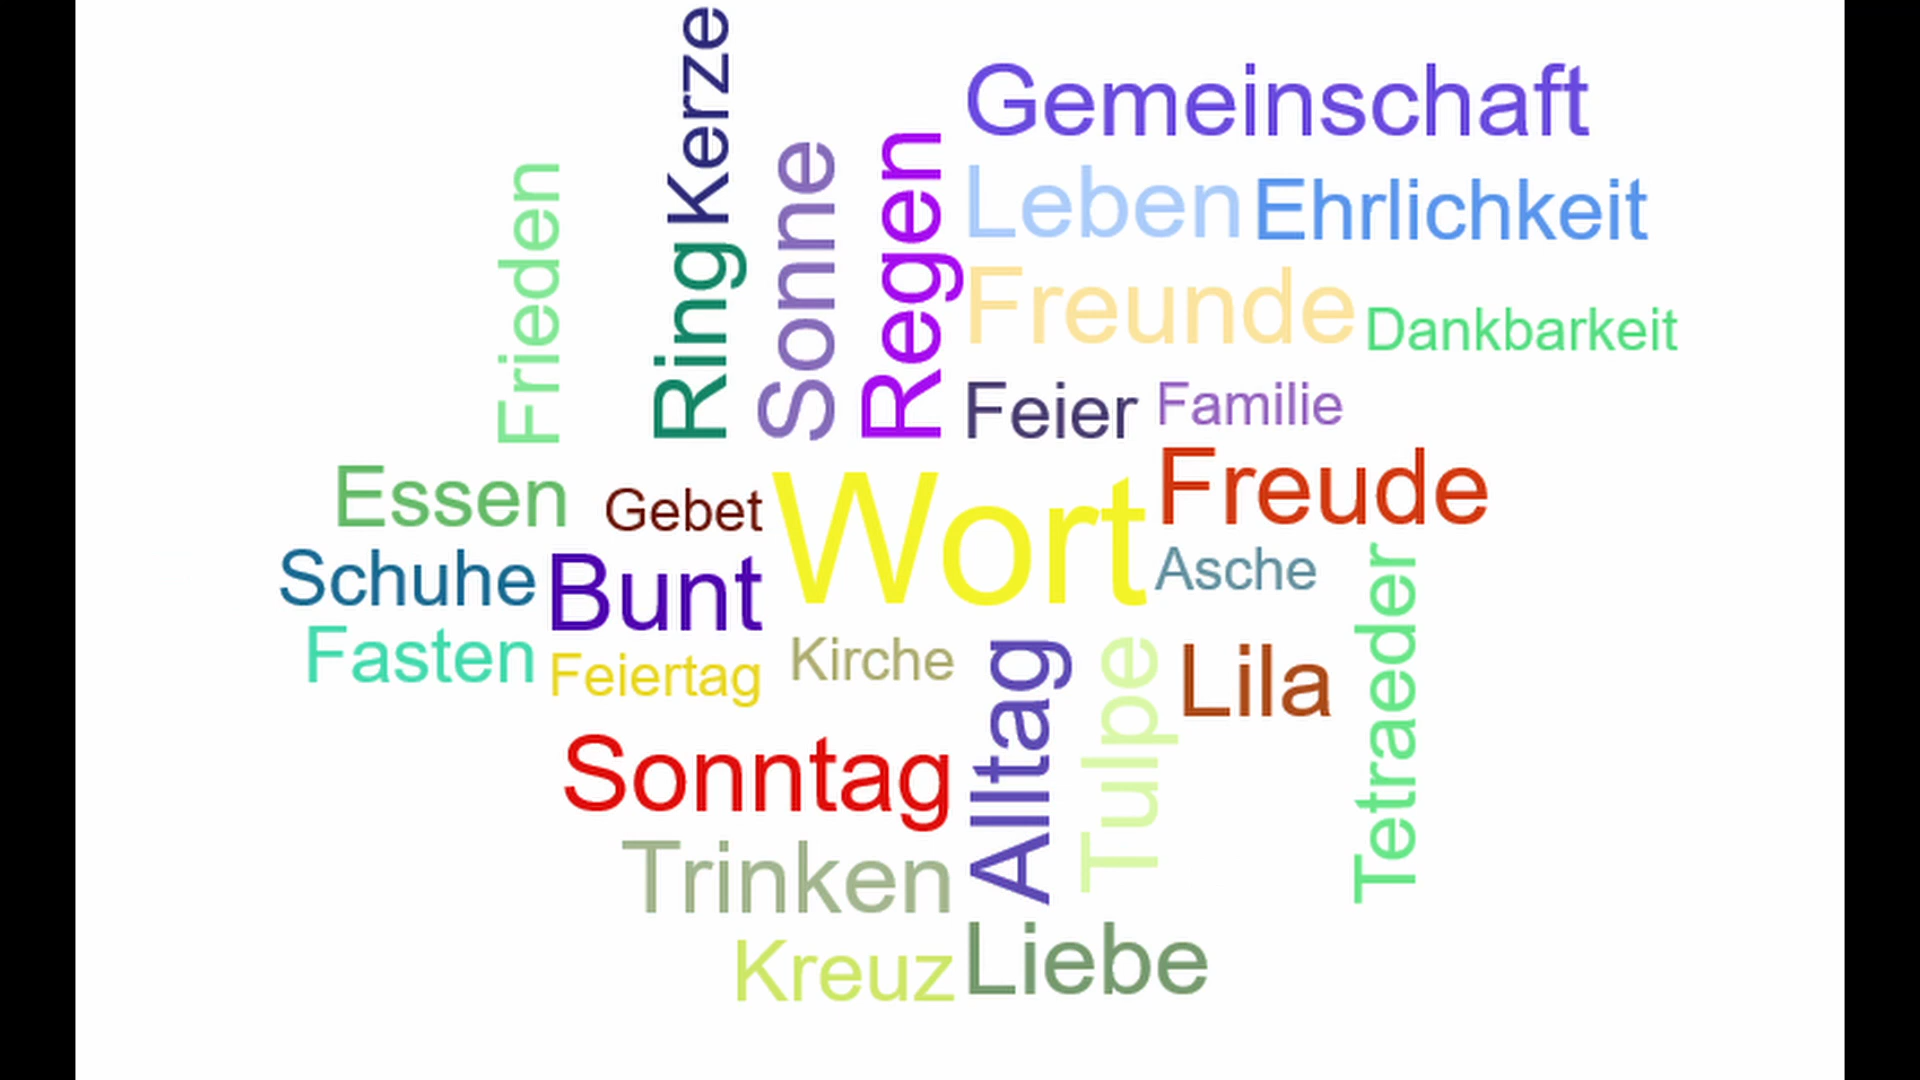 Kerze
Gemeinschaft
Frieden
Ring
Sonne
Regen
Leben
Ehrlichkeit
Freunde
Dankbarkeit
Feier
Familie
Essen
Gebet
Wort
Freude
Schuhe
Bunt
Asche
Fasten
Feiertag
Kirche
Alltag
Tulpe
Lila
Tetraeder
Sonntag
Trinken
Kreuz
Liebe